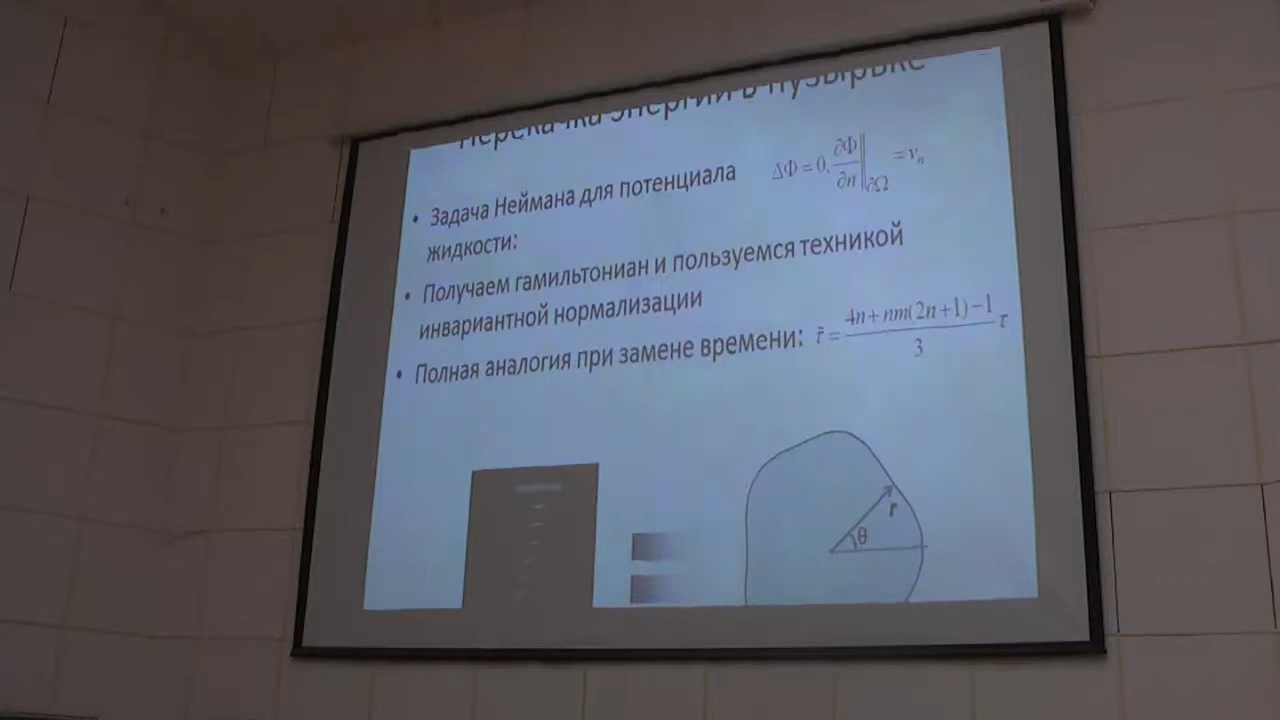 Перекачка энергии в пузырьке
• Задача Неймана для потенциала
жидкости:
ΔΦ = 0, ∂Φ/∂n |∂Ω = vₙ
• Получаем гамильтониан и пользуемся техникой
инвариантной нормализации
• Полная аналогия при замене времени: τ̃ = (4n + nm(2n+1) − 1)/3 τ
r
θ